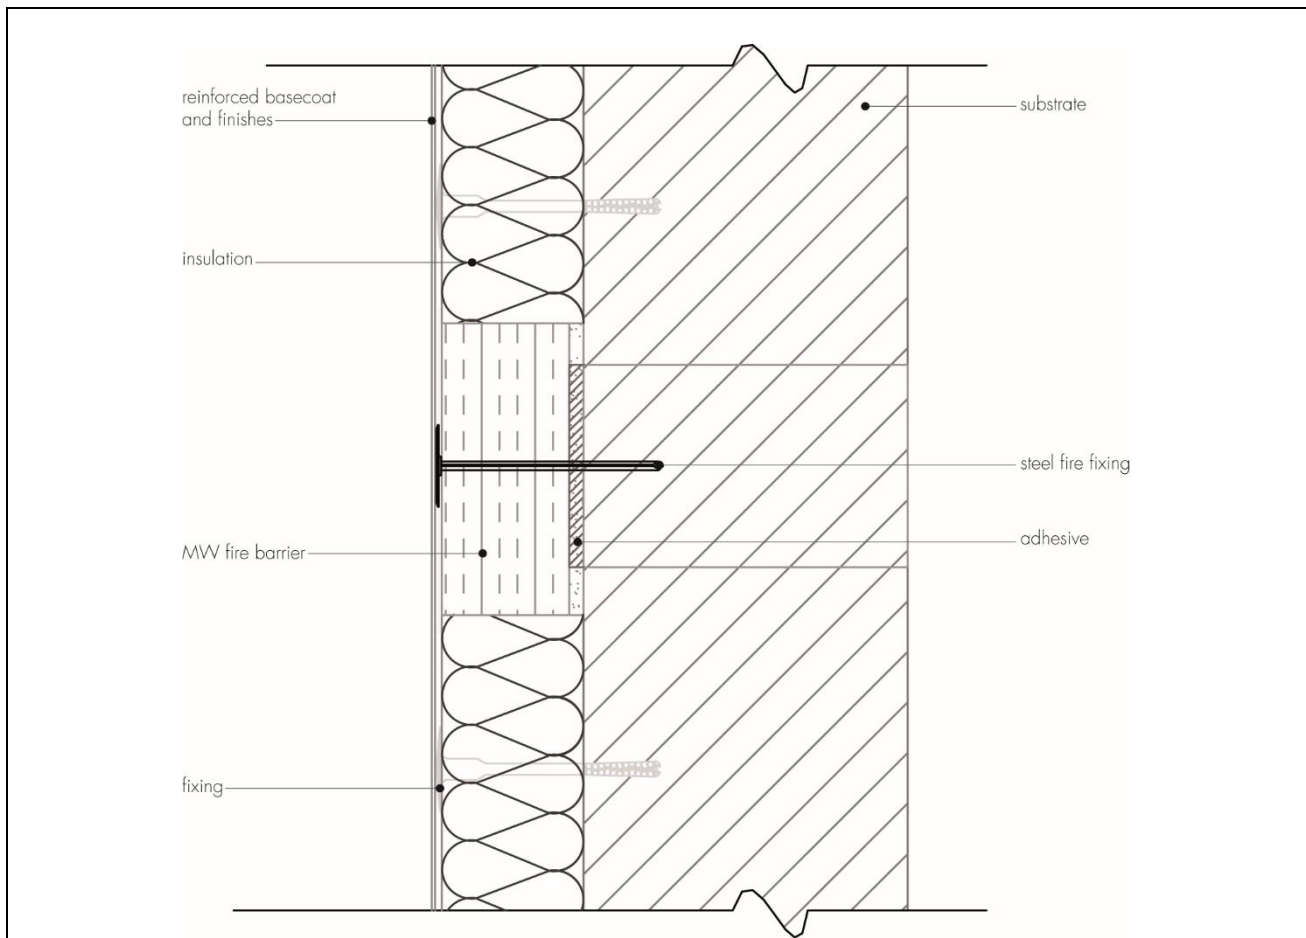 reinforced basecoat
and finishes
substrate
insulation
steel fire fixing
adhesive
MW fire barrier
fixing